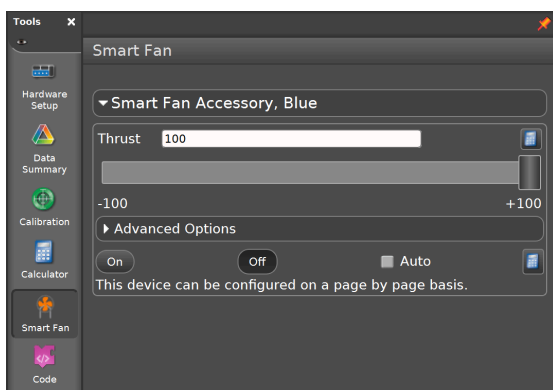 Tools
Smart Fan
Hardware
Setup
Data
Summary
Calibration
Calculator
Smart Fan
Code
Smart Fan Accessory, Blue
Thrust 100
-100 +100
Advanced Options
On Off Auto
This device can be configured on a page by page basis.